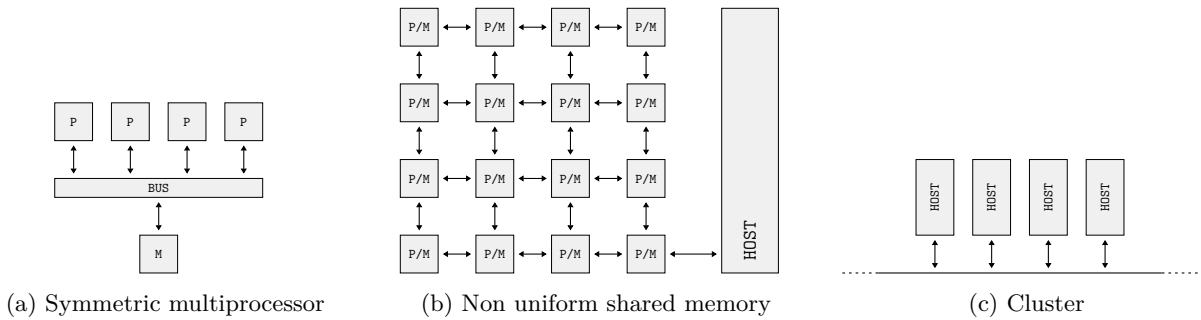 P P P P
BUS
M
(a) Symmetric multiprocessor
P/M P/M P/M P/M
P/M P/M P/M P/M
P/M P/M P/M P/M
P/M P/M P/M P/M
HOST
(b) Non uniform shared memory
HOST HOST HOST HOST
(c) Cluster